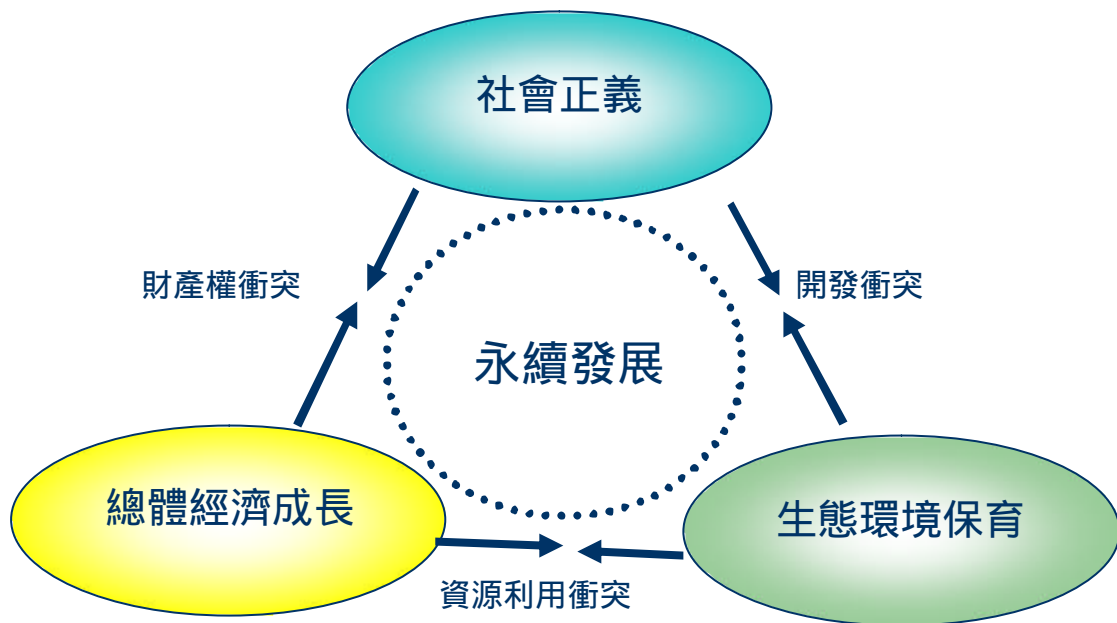 社會正義
財產權衝突
開發衝突
永續發展
總體經濟成長
生態環境保育
資源利用衝突